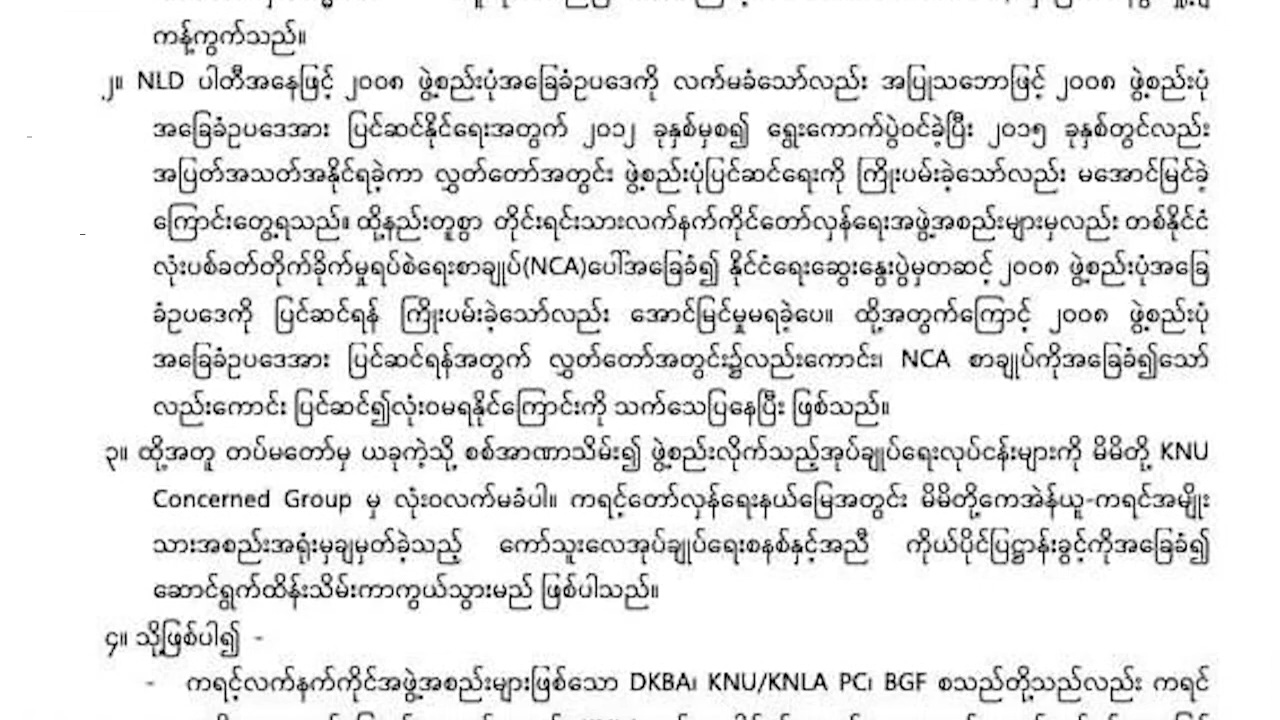 ကန့်ကွက်သည်။
၂။ NLD ပါတီအနေဖြင့် ၂၀၀၈ ဖွဲ့စည်းပုံအခြေခံဥပဒေကို လက်မခံသော်လည်း အပြုသဘောဖြင့် ၂၀၀၈ ဖွဲ့စည်းပုံ
အခြေခံဥပဒေအား ပြင်ဆင်နိုင်ရေးအတွက် ၂၀၁၂ ခုနှစ်မှစ၍ ရွေးကောက်ပွဲဝင်ခဲ့ပြီး ၂၀၁၅ ခုနှစ်တွင်လည်း
အပြတ်အသတ်အနိုင်ရခဲ့ကာ လွှတ်တော်အတွင်း ဖွဲ့စည်းပုံပြင်ဆင်ရေးကို ကြိုးပမ်းခဲ့သော်လည်း မအောင်မြင်ခဲ့
ကြောင်းတွေ့ရသည်။ ထို့နည်းတူစွာ တိုင်းရင်းသားလက်နက်ကိုင်တော်လှန်ရေးအဖွဲ့အစည်းများမှလည်း တစ်နိုင်ငံ
လုံးပစ်ခတ်တိုက်ခိုက်မှုရပ်စဲရေးစာချုပ်(NCA)ပေါ်အခြေခံ၍ နိုင်ငံရေးဆွေးနွေးပွဲမှတဆင့် ၂၀၀၈ ဖွဲ့စည်းပုံအခြေ
ခံဥပဒေကို ပြင်ဆင်ရန် ကြိုးပမ်းခဲ့သော်လည်း အောင်မြင်မှုမရခဲ့ပေ။ ထို့အတွက်ကြောင့် ၂၀၀၈ ဖွဲ့စည်းပုံ
အခြေခံဥပဒေအား ပြင်ဆင်ရန်အတွက် လွှတ်တော်အတွင်း၌လည်းကောင်း၊ NCA စာချုပ်ကိုအခြေခံ၍သော်
လည်းကောင်း ပြင်ဆင်၍လုံးဝမရနိုင်ကြောင်းကို သက်သေပြနေပြီး ဖြစ်သည်။
၃။ ထို့အတူ တပ်မတော်မှ ယခုကဲ့သို့ စစ်အာဏာသိမ်း၍ ဖွဲ့စည်းလိုက်သည့်အုပ်ချုပ်ရေးလုပ်ငန်းများကို မိမိတို့ KNU
Concerned Group မှ လုံးဝလက်မခံပါ။ ကရင့်တော်လှန်ရေးနယ်မြေအတွင်း မိမိတို့ကေအဲန်ယူ-ကရင်အမျိုး
သားအစည်းအရုံးမှချမှတ်ခဲ့သည့် ကော်သူးလေအုပ်ချုပ်ရေးစနစ်နှင့်အညီ ကိုယ်ပိုင်ပြဋ္ဌာန်းခွင့်ကိုအခြေခံ၍
ဆောင်ရွက်ထိန်းသိမ်းကာကွယ်သွားမည် ဖြစ်ပါသည်။
၄။ သို့ဖြစ်ပါ၍ -
- ကရင့်လက်နက်ကိုင်အဖွဲ့အစည်းများဖြစ်သော DKBA၊ KNU/KNLA PC၊ BGF စသည်တို့သည်လည်း ကရင်